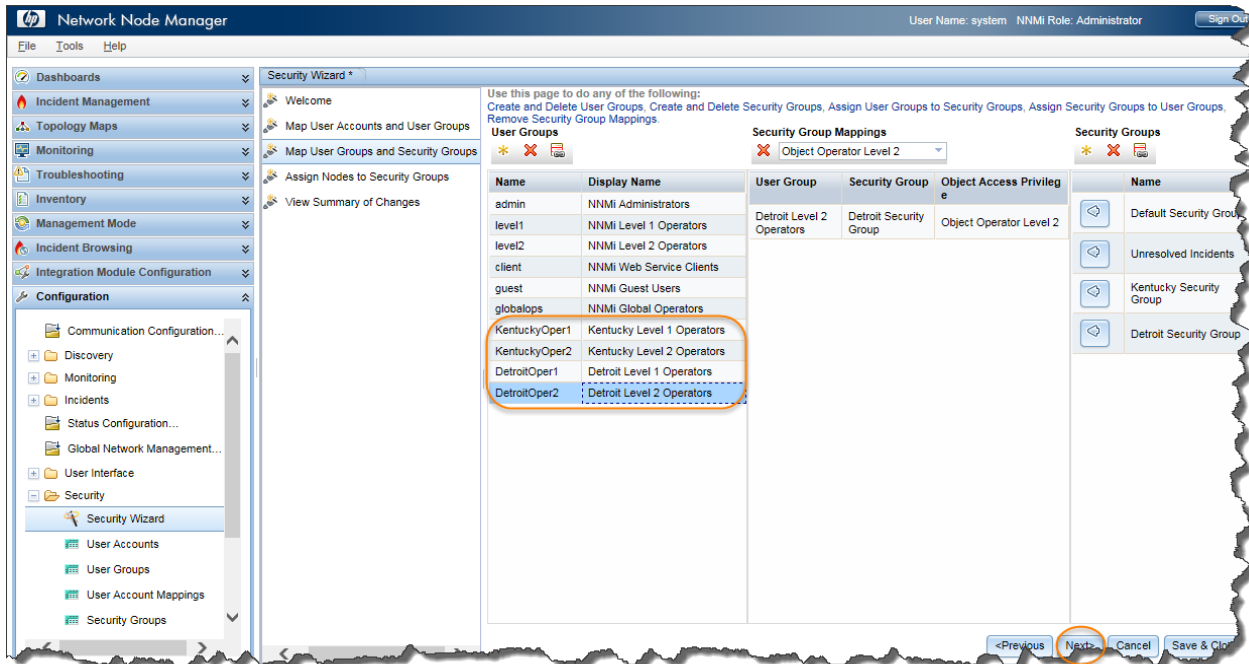 hp Network Node Manager
User Name: system NNMi Role: Administrator
Sign Out
File Tools Help
Dashboards
Incident Management
Topology Maps
Monitoring
Troubleshooting
Inventory
Management Mode
Incident Browsing
Integration Module Configuration
Configuration
Communication Configuration...
Discovery
Monitoring
Incidents
Status Configuration...
Global Network Management...
User Interface
Security
Security Wizard
User Accounts
User Groups
User Account Mappings
Security Groups
Security Wizard *
Welcome
Map User Accounts and User Groups
Map User Groups and Security Groups
Assign Nodes to Security Groups
View Summary of Changes
Use this page to do any of the following:
Create and Delete User Groups, Create and Delete Security Groups, Assign User Groups to Security Groups, Assign Security Groups to User Groups,
Remove Security Group Mappings.
User Groups
Name Display Name
admin NNMi Administrators
level1 NNMi Level 1 Operators
level2 NNMi Level 2 Operators
client NNMi Web Service Clients
guest NNMi Guest Users
globalops NNMi Global Operators
KentuckyOper1 Kentucky Level 1 Operators
KentuckyOper2 Kentucky Level 2 Operators
DetroitOper1 Detroit Level 1 Operators
DetroitOper2 Detroit Level 2 Operators
Security Group Mappings
Object Operator Level 2
User Group Security Group Object Access Privileg
e
Detroit Level 2 Detroit Security Object Operator Level 2
Operators Group
Security Groups
Name
Default Security Grou
Unresolved Incidents
Kentucky Security
Group
Detroit Security Group
<Previous Next> Cancel Save & Clo